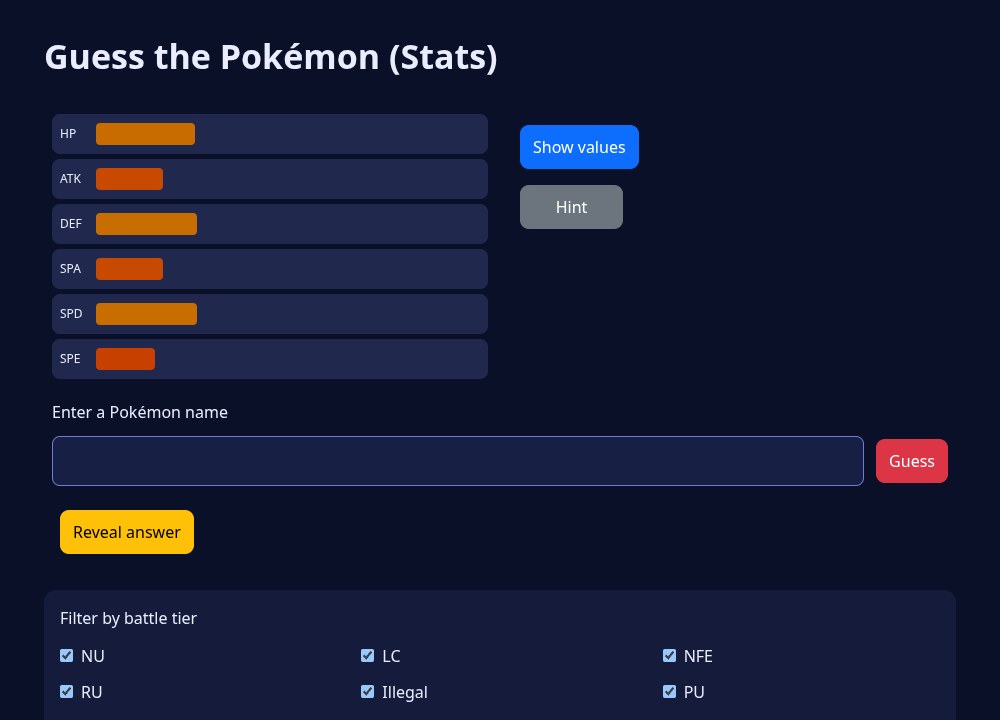 Guess the Pokémon (Stats)
HP
ATK
DEF
SPA
SPD
SPE
Show values
Hint
Enter a Pokémon name
Guess
Reveal answer
Filter by battle tier
NU
LC
NFE
RU
Illegal
PU